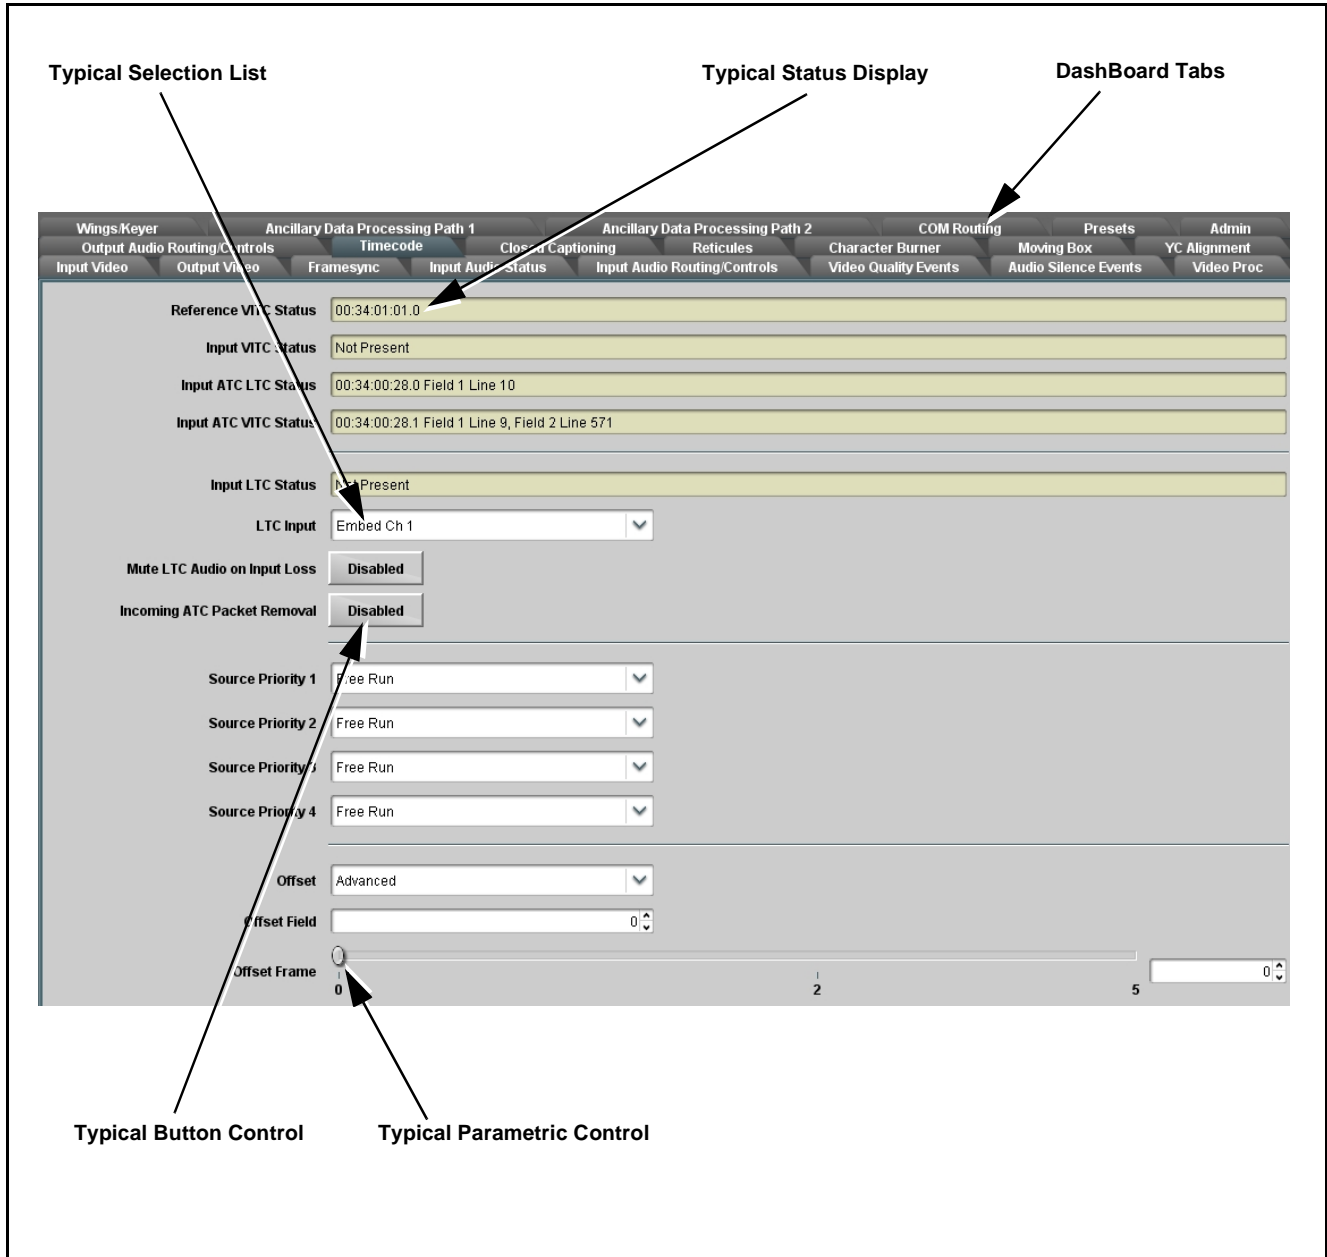 Typical Selection List Typical Status Display DashBoard Tabs
Wings/Keyer Ancillary Data Processing Path 1 Ancillary Data Processing Path 2 COM Routing Presets Admin
Output Audio Routing/Controls Timecode Closed Captioning Reticules Character Burner Moving Box YC Alignment
Input Video Output Video Framesync Input Audio Status Input Audio Routing/Controls Video Quality Events Audio Silence Events Video Proc
Reference VITC Status 00:34:01:01.0
Input VITC Status Not Present
Input ATC LTC Status 00:34:00:28.0 Field 1 Line 10
Input ATC VITC Status 00:34:00:28.1 Field 1 Line 9, Field 2 Line 571
Input LTC Status Not Present
LTC Input Embed Ch 1
Mute LTC Audio on Input Loss Disabled
Incoming ATC Packet Removal Disabled
Source Priority 1 Free Run
Source Priority 2 Free Run
Source Priority 3 Free Run
Source Priority 4 Free Run
Offset Advanced
Offset Field 0
Offset Frame 0
0 2 5
Typical Button Control Typical Parametric Control